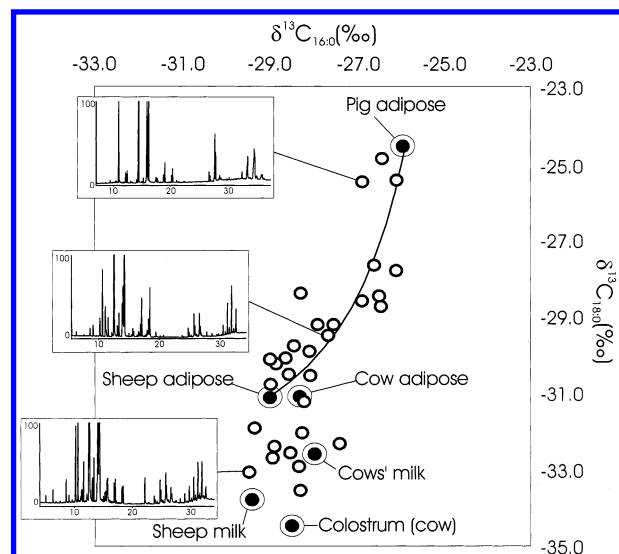 δ¹³C₁₆:₀(‰)
-33.0 -31.0 -29.0 -27.0 -25.0 -23.0
-23.0
Pig adipose
100
0
10 20 30
-25.0
-27.0
δ¹³C₁₈:₀(‰)
100
0
10 20 30
-29.0
Sheep adipose
Cow adipose
-31.0
100
0
10 20 30
Cows' milk
-33.0
Sheep milk
Colostrum (cow)
-35.0